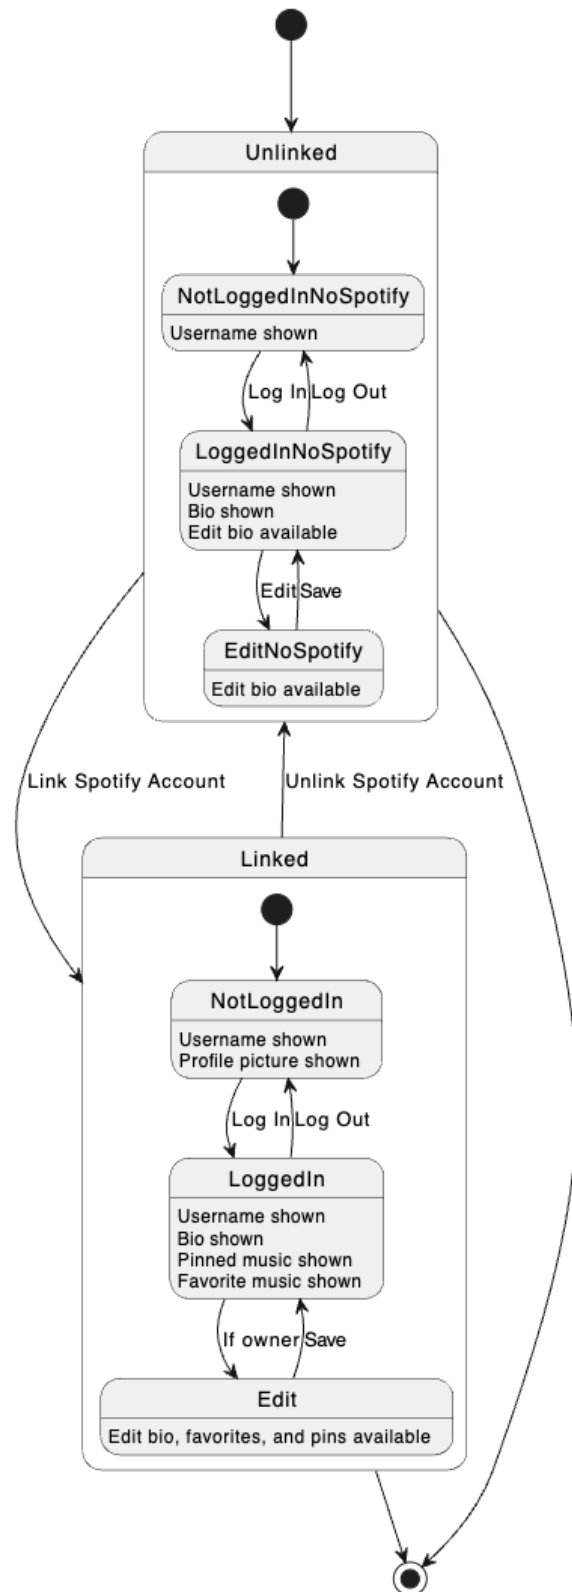 Unlinked
NotLoggedInNoSpotify
Username shown
Log In Log Out
LoggedInNoSpotify
Username shown
Bio shown
Edit bio available
Edit Save
EditNoSpotify
Edit bio available
Link Spotify Account
Unlink Spotify Account
Linked
NotLoggedIn
Username shown
Profile picture shown
Log In Log Out
LoggedIn
Username shown
Bio shown
Pinned music shown
Favorite music shown
If owner Save
Edit
Edit bio, favorites, and pins available